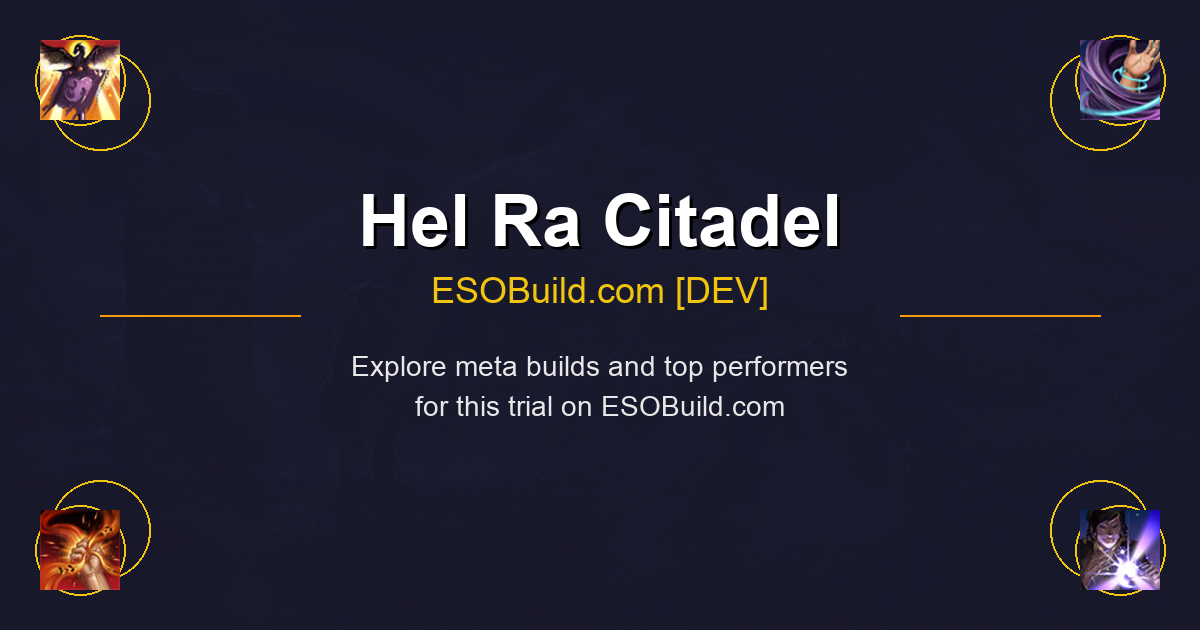 Hel Ra Citadel
ESOBuild.com [DEV]
Explore meta builds and top performers
for this trial on ESOBuild.com